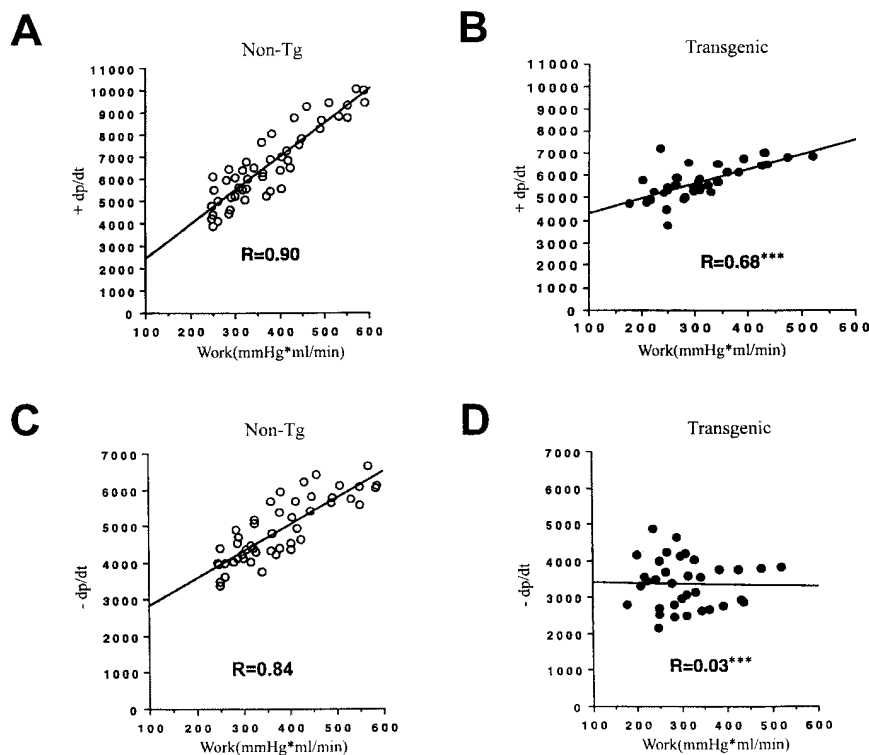 A
Non-Tg
11000
10000
9000
8000
7000
6000
5000
4000
3000
2000
1000
0
+ dp/dt
R=0.90
100 200 300 400 500 600
Work(mmHg*ml/min)
B
Transgenic
11000
10000
9000
8000
7000
6000
5000
4000
3000
2000
1000
0
+ dp/dt
R=0.68***
100 200 300 400 500 600
Work(mmHg*ml/min)
C
Non-Tg
7000
6000
5000
4000
3000
2000
1000
0
- dp/dt
R=0.84
100 200 300 400 500 600
Work(mmHg*ml/min)
D
Transgenic
7000
6000
5000
4000
3000
2000
1000
0
- dp/dt
R=0.03***
100 200 300 400 500 600
Work(mmHg*ml/min)